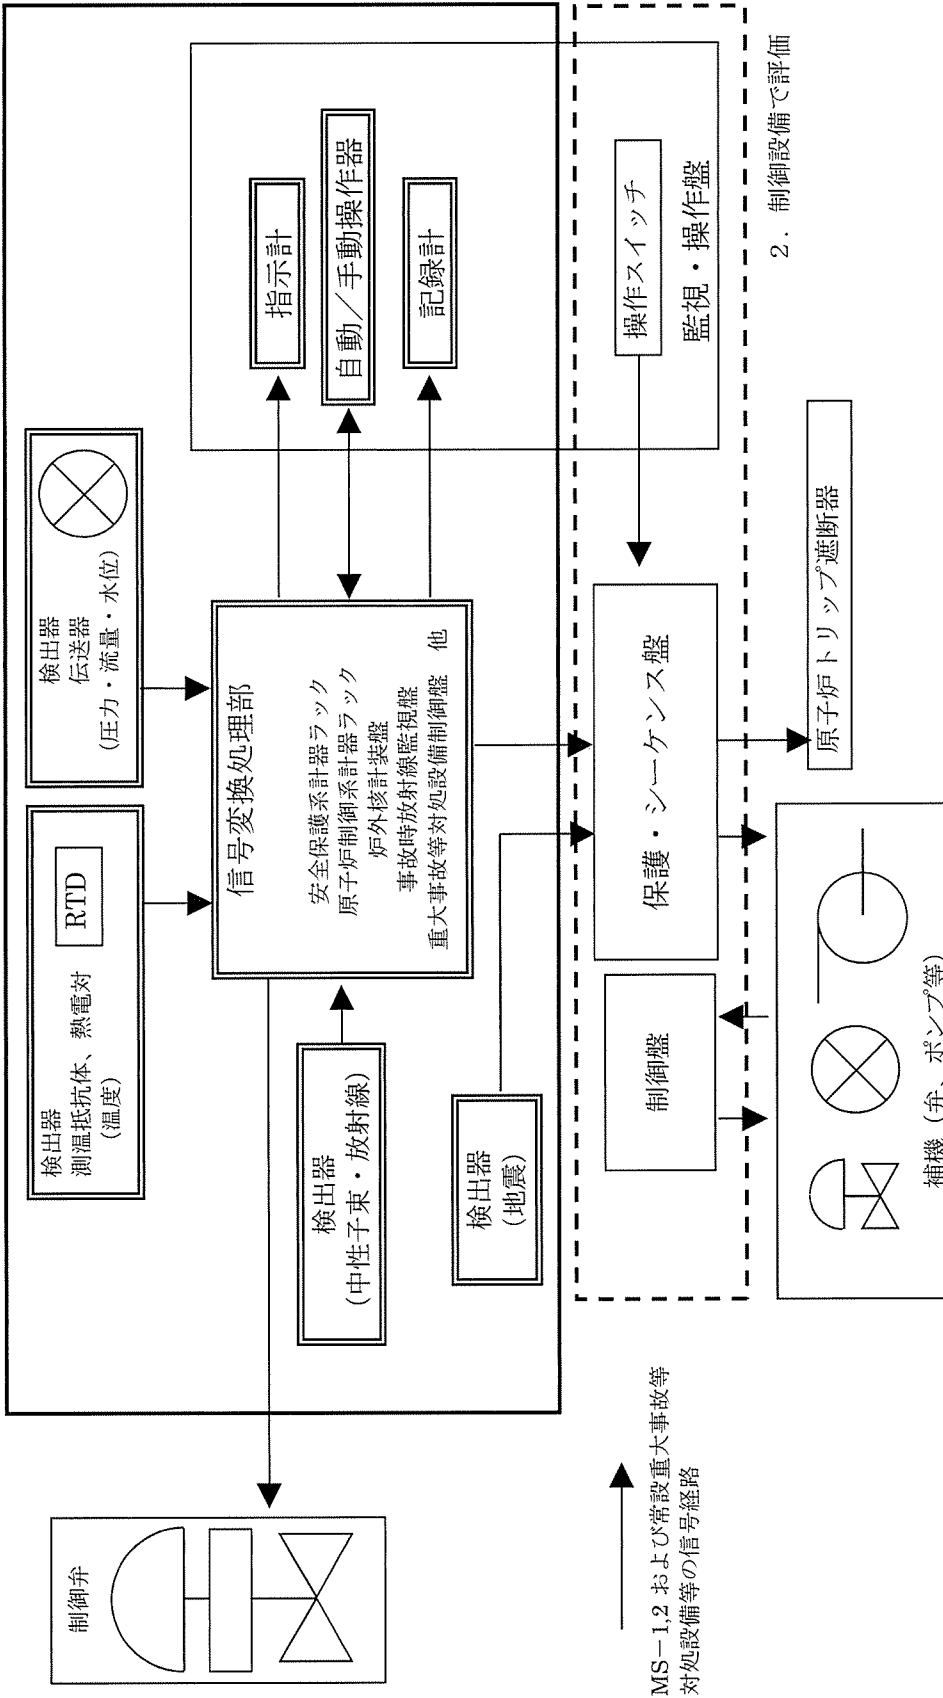 制御弁
検出器
測温抵抗体、熱電対
(温度)
RTD
検出器
伝送器
(圧力・流量・水位)
検出器
(中性子束・放射線)
検出器
(地震)
信号変換処理部
安全保護系計器ラック
原子炉制御系計器ラック
炉外核計装盤
事故時放射線監視盤
重大事故等対処設備制御盤 他
指示計
自動/手動操作器
記録計
操作スイッチ
監視・操作盤
制御盤
保護・シーケンス盤
2. 制御設備で評価
原子炉トリップ遮断器
補機 (弁、ポンプ等)
MS-1,2 および常設重大事故等
対処設備等の信号経路